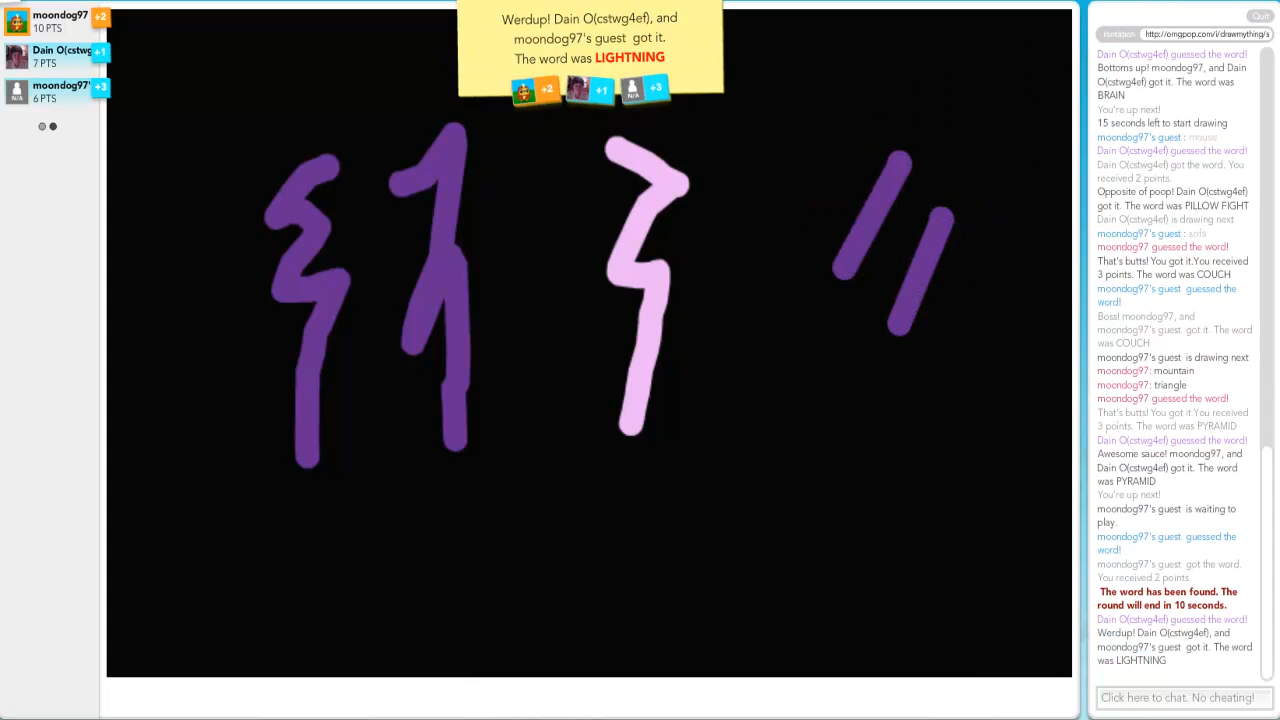 moondog97 +2
10 PTS
Dain O(cstwg +1
7 PTS
moondog97' +3
6 PTS
N/A
Werdup! Dain O(cstwg4ef), and
moondog97's guest got it.
The word was LIGHTNING
+2 +1 N/A +3
Quit
http://omgpop.com/i/drawmything/s
Dain O(cstwg4ef) guessed the word!
Bottoms up! moondog97, and Dain
O(cstwg4ef) got it. The word was
BRAIN
You're up next!
15 seconds left to start drawing
moondog97's guest : mouse
Dain O(cstwg4ef) guessed the word!
Dain O(cstwg4ef) got the word. You
received 2 points.
Opposite of poop! Dain O(cstwg4ef)
got it. The word was PILLOW FIGHT
Dain O(cstwg4ef) is drawing next
moondog97's guest : sofa
moondog97 guessed the word!
That's butts! You got it.You received
3 points. The word was COUCH
moondog97's guest guessed the
word!
Boss! moondog97, and
moondog97's guest got it. The word
was COUCH
moondog97's guest is drawing next
moondog97: mountain
moondog97: triangle
moondog97 guessed the word!
That's butts! You got it.You received
3 points. The word was PYRAMID
Dain O(cstwg4ef) guessed the word!
Awesome sauce! moondog97, and
Dain O(cstwg4ef) got it. The word
was PYRAMID
You're up next!
moondog97's guest is waiting to
play.
moondog97's guest guessed the
word!
moondog97's guest got the word.
You received 2 points.
The word has been found. The
round will end in 10 seconds.
Dain O(cstwg4ef) guessed the word!
Werdup! Dain O(cstwg4ef), and
moondog97's guest got it. The word
was LIGHTNING
Click here to chat. No cheating!